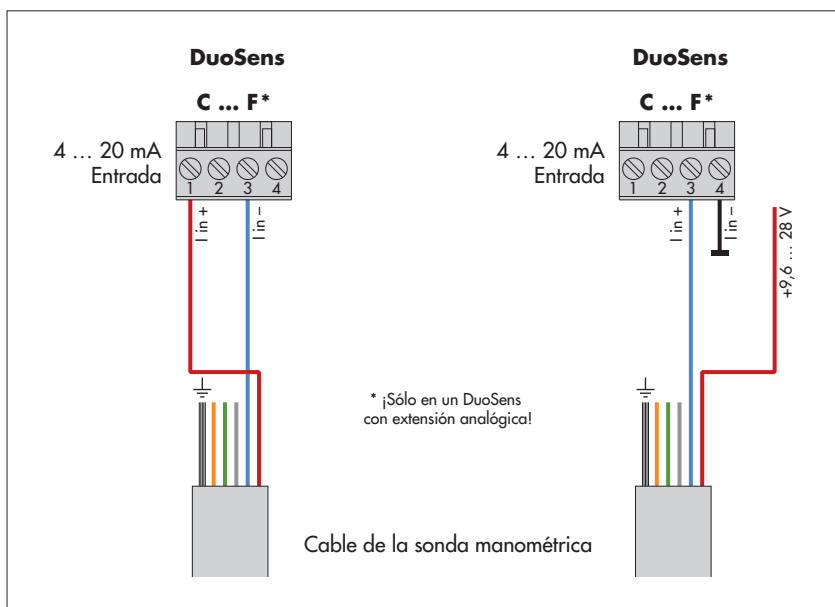 DuoSens
C ... F*
4 ... 20 mA
Entrada
1 2 3 4
I in +
I in –
DuoSens
C ... F*
4 ... 20 mA
Entrada
1 2 3 4
I in +
I in –
+9,6 ... 28 V
* ¡Sólo en un DuoSens
con extensión analógica!
Cable de la sonda manométrica